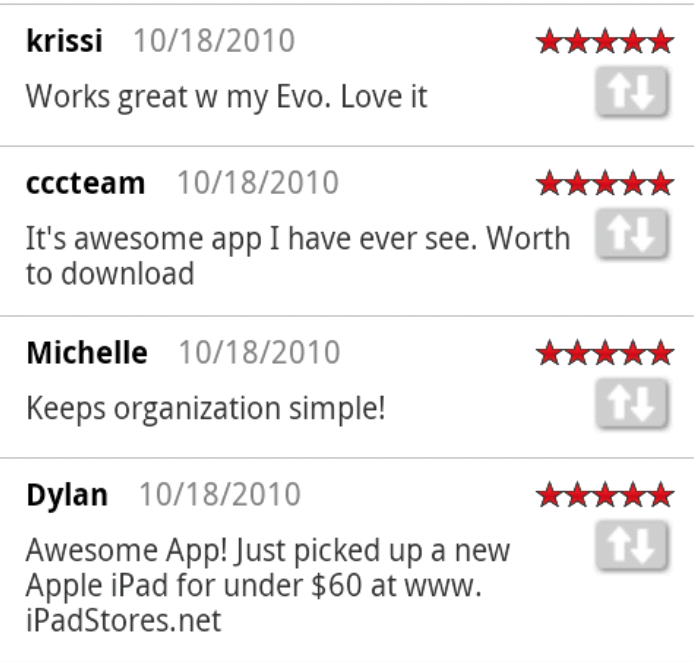 krissi 10/18/2010
Works great w my Evo. Love it
cccteam 10/18/2010
It's awesome app I have ever see. Worth
to download
Michelle 10/18/2010
Keeps organization simple!
Dylan 10/18/2010
Awesome App! Just picked up a new
Apple iPad for under $60 at www.
iPadStores.net